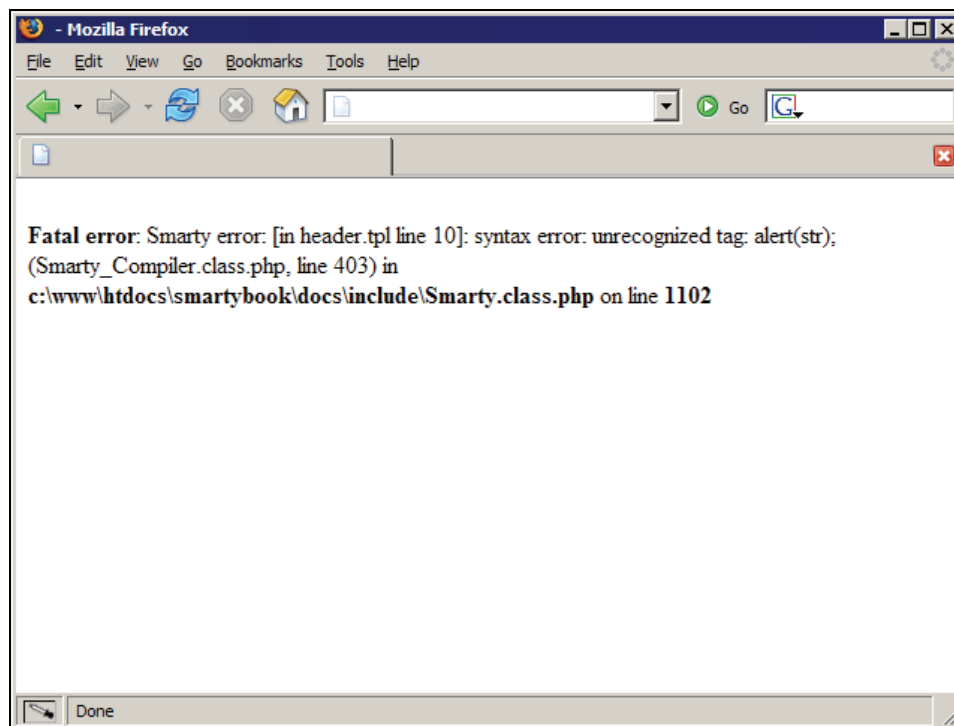 - Mozilla Firefox
File Edit View Go Bookmarks Tools Help
Go G
Fatal error: Smarty error: [in header.tpl line 10]: syntax error: unrecognized tag: alert(str);
(Smarty_Compiler.class.php, line 403) in
c:\www\htdocs\smartybook\docs\include\Smarty.class.php on line 1102
Done